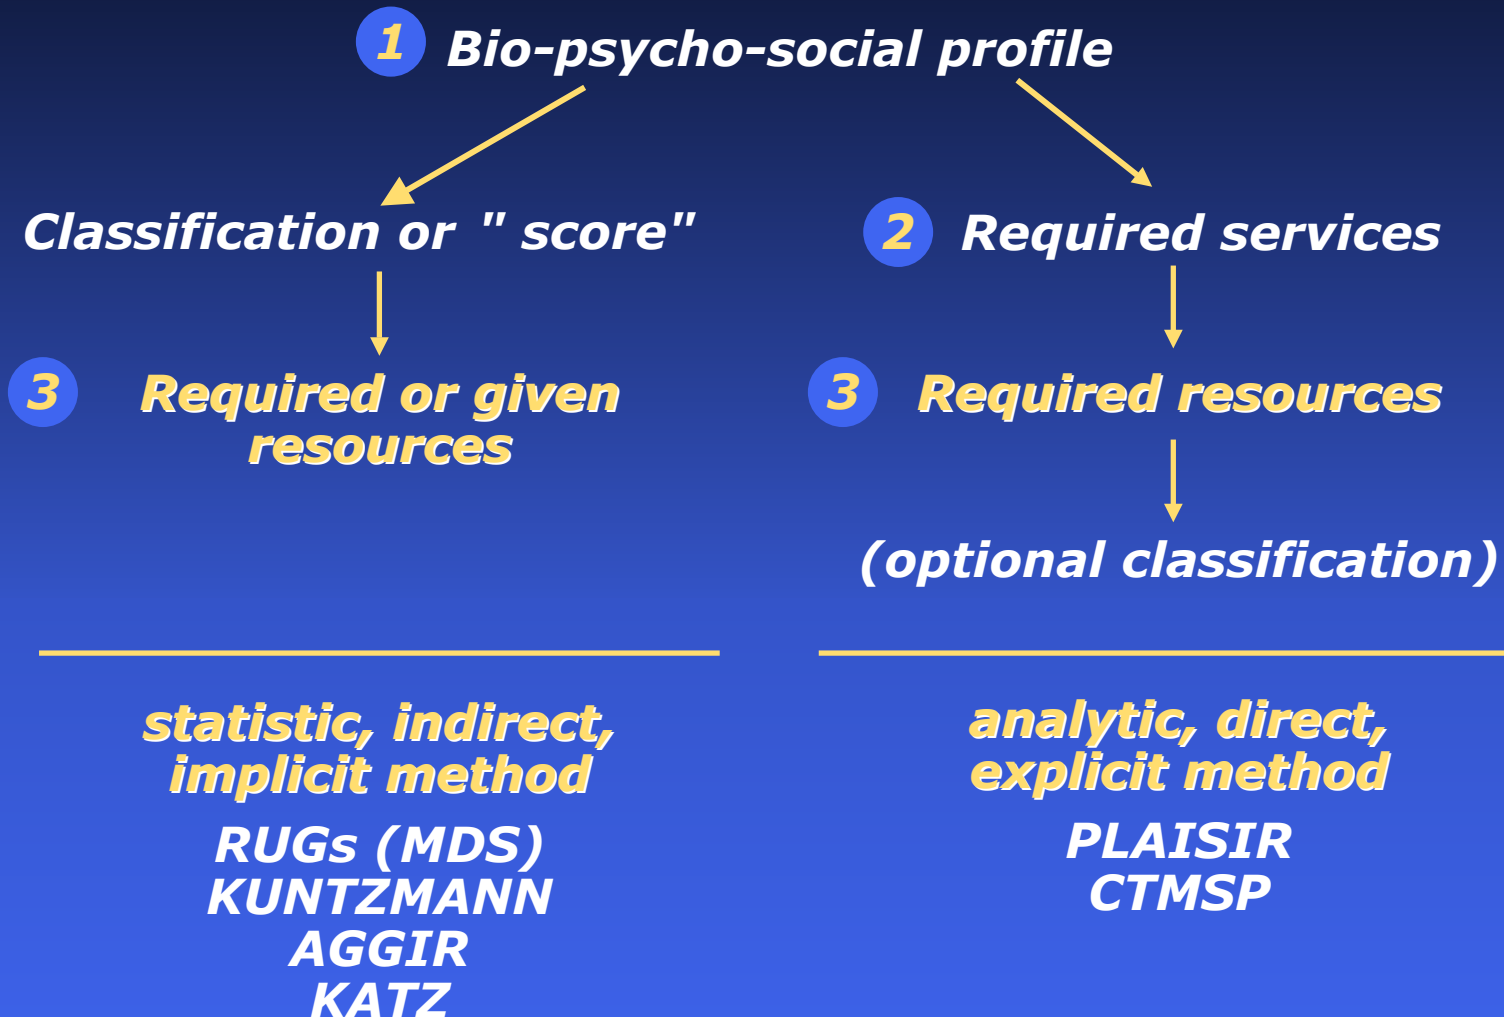 1 Bio-psycho-social profile
Classification or " score"
2 Required services
3 Required or given
resources
3 Required resources
(optional classification)
statistic, indirect,
implicit method
RUGs (MDS)
KUNTZMANN
AGGIR
KATZ
analytic, direct,
explicit method
PLAISIR
CTMSP